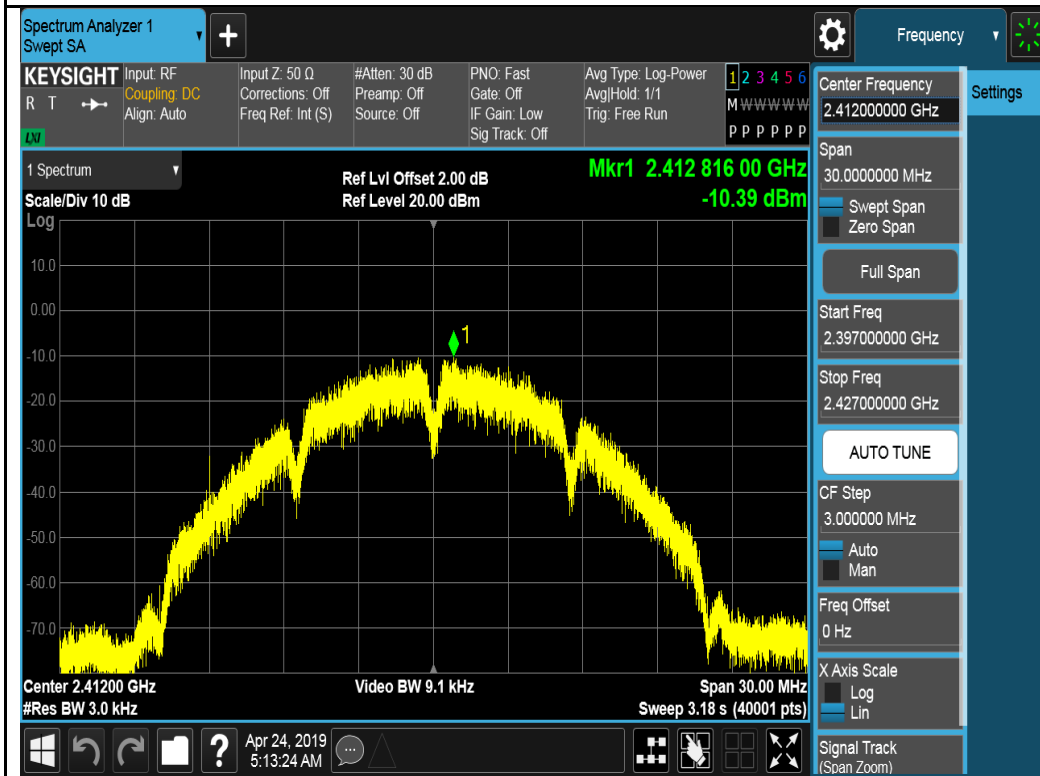 Spectrum Analyzer 1
Swept SA
Frequency
KEYSIGHT
R T
LXI
Input: RF
Coupling: DC
Align: Auto
Input Z: 50 Ω
Corrections: Off
Freq Ref: Int (S)
#Atten: 30 dB
Preamp: Off
Source: Off
PNO: Fast
Gate: Off
IF Gain: Low
Sig Track: Off
Avg Type: Log-Power
Avg|Hold: 1/1
Trig: Free Run
1 2 3 4 5 6
M W W W W W
P P P P P P
1 Spectrum
Scale/Div 10 dB
Ref Lvl Offset 2.00 dB
Ref Level 20.00 dBm
Mkr1 2.412 816 00 GHz
-10.39 dBm
Log
10.0
0.00
-10.0
-20.0
-30.0
-40.0
-50.0
-60.0
-70.0
1
Center 2.41200 GHz
#Res BW 3.0 kHz
Video BW 9.1 kHz
Span 30.00 MHz
Sweep 3.18 s (40001 pts)
Apr 24, 2019
5:13:24 AM
Settings
Center Frequency
2.412000000 GHz
Span
30.0000000 MHz
Swept Span
Zero Span
Full Span
Start Freq
2.397000000 GHz
Stop Freq
2.427000000 GHz
AUTO TUNE
CF Step
3.000000 MHz
Auto
Man
Freq Offset
0 Hz
X Axis Scale
Log
Lin
Signal Track
(Span Zoom)